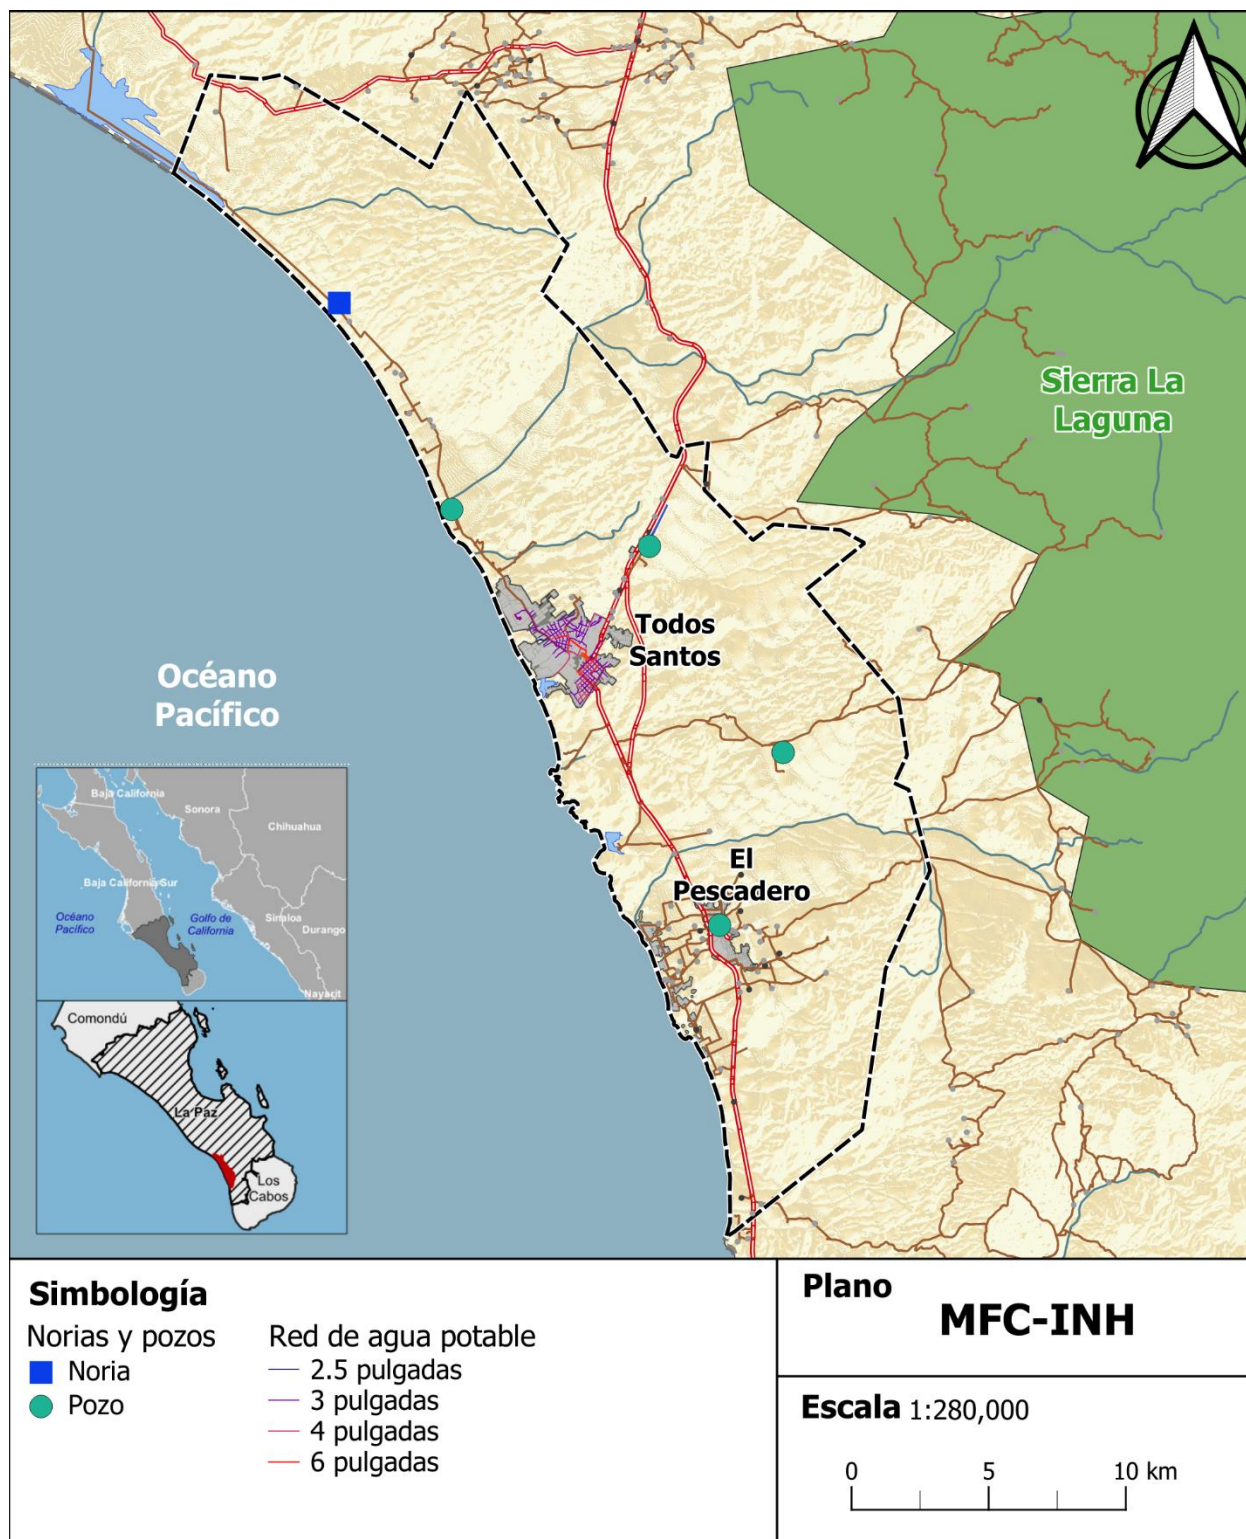 Sierra La
Laguna
Todos
Santos
Océano
Pacífico
El
Pescadero
Baja California
Sonora
Chihuahua
Baja California Sur
Océano
Pacífico
Golfo de
California
Sinaloa
Durango
Nayarit
Comondú
La Paz
Los
Cabos
Simbología
Norias y pozos
Noria
Pozo
Red de agua potable
2.5 pulgadas
3 pulgadas
4 pulgadas
6 pulgadas
Plano
MFC-INH
Escala 1:280,000
0 5 10 km